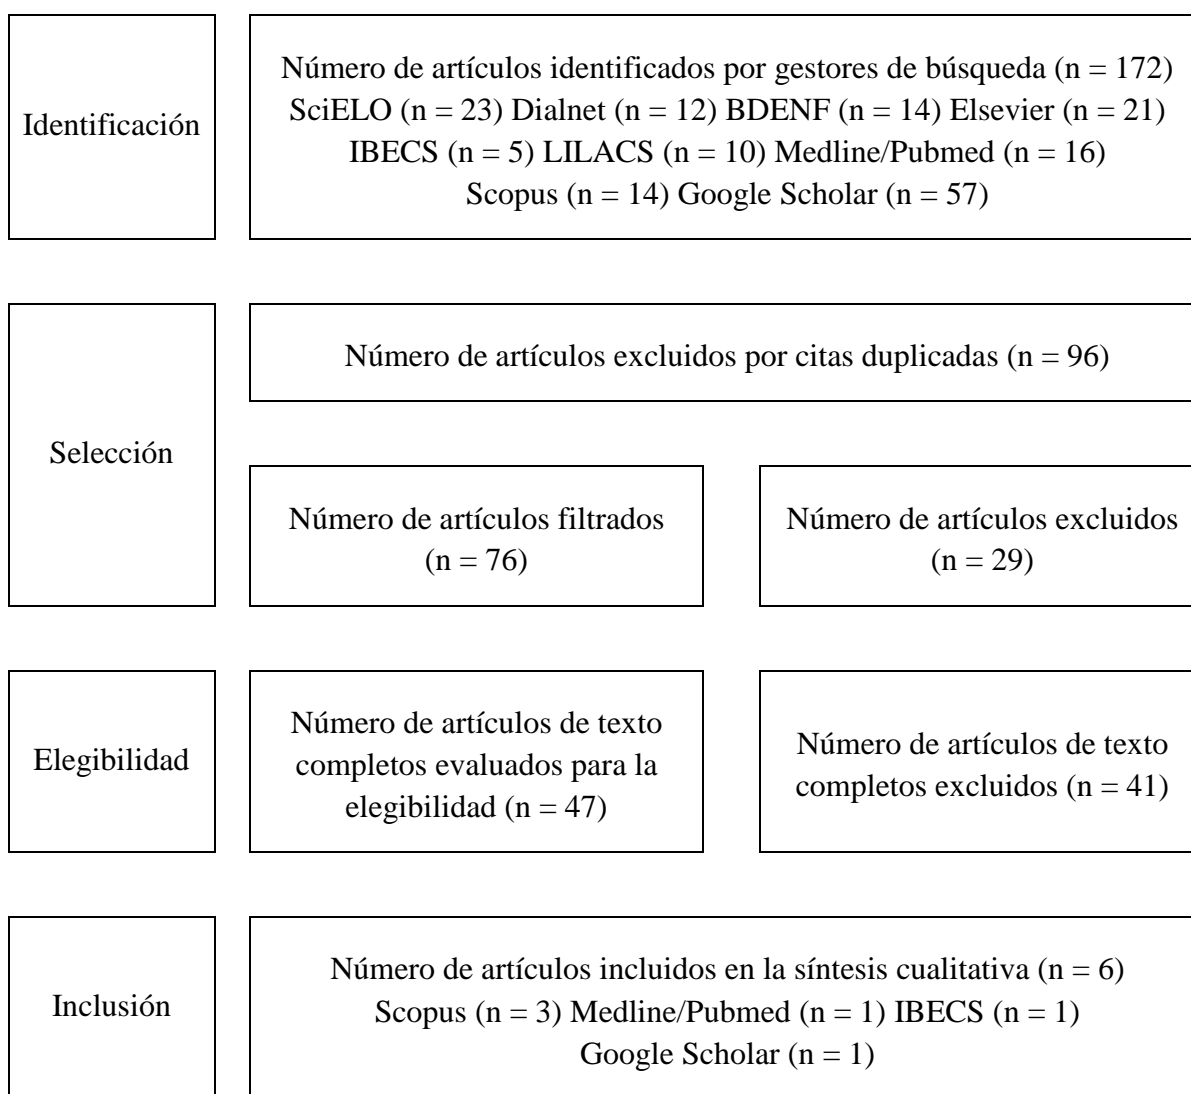 Identificación
Número de artículos identificados por gestores de búsqueda (n = 172)
SciELO (n = 23) Dialnet (n = 12) BDENF (n = 14) Elsevier (n = 21)
IBECS (n = 5) LILACS (n = 10) Medline/Pubmed (n = 16)
Scopus (n = 14) Google Scholar (n = 57)
Selección
Número de artículos excluidos por citas duplicadas (n = 96)
Número de artículos filtrados
(n = 76)
Número de artículos excluidos
(n = 29)
Elegibilidad
Número de artículos de texto
completos evaluados para la
elegibilidad (n = 47)
Número de artículos de texto
completos excluidos (n = 41)
Inclusión
Número de artículos incluidos en la síntesis cualitativa (n = 6)
Scopus (n = 3) Medline/Pubmed (n = 1) IBECS (n = 1)
Google Scholar (n = 1)